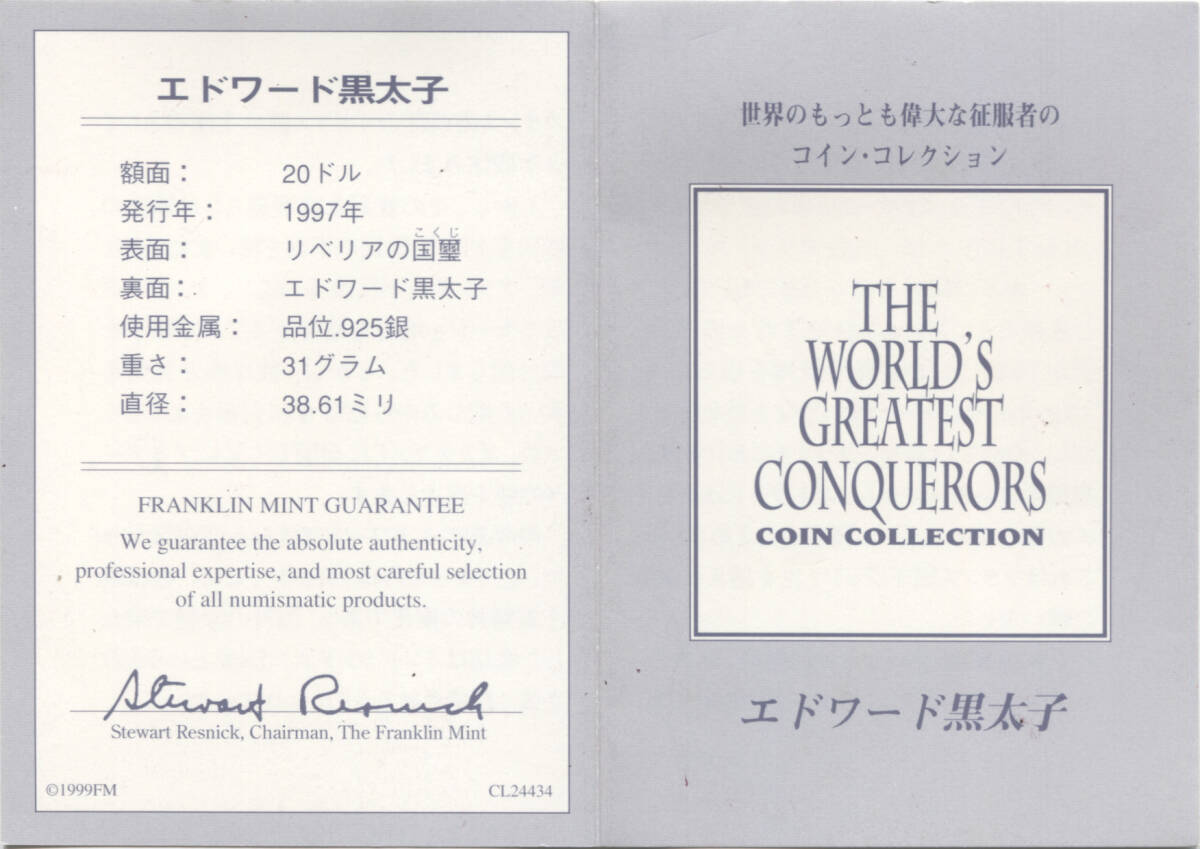 エドワード黒太子
額面： 20ドル
発行年： 1997年
表面： リベリアの国璽
こくじ
裏面： エドワード黒太子
使用金属： 品位.925銀
重さ： 31グラム
直径： 38.61ミリ
FRANKLIN MINT GUARANTEE
We guarantee the absolute authenticity,
professional expertise, and most careful selection
of all numismatic products.
Stewart Resnick
Stewart Resnick, Chairman, The Franklin Mint
©1999FM CL24434
世界のもっとも偉大な征服者の
コイン・コレクション
THE
WORLD'S
GREATEST
CONQUERORS
COIN COLLECTION
エドワード黒太子